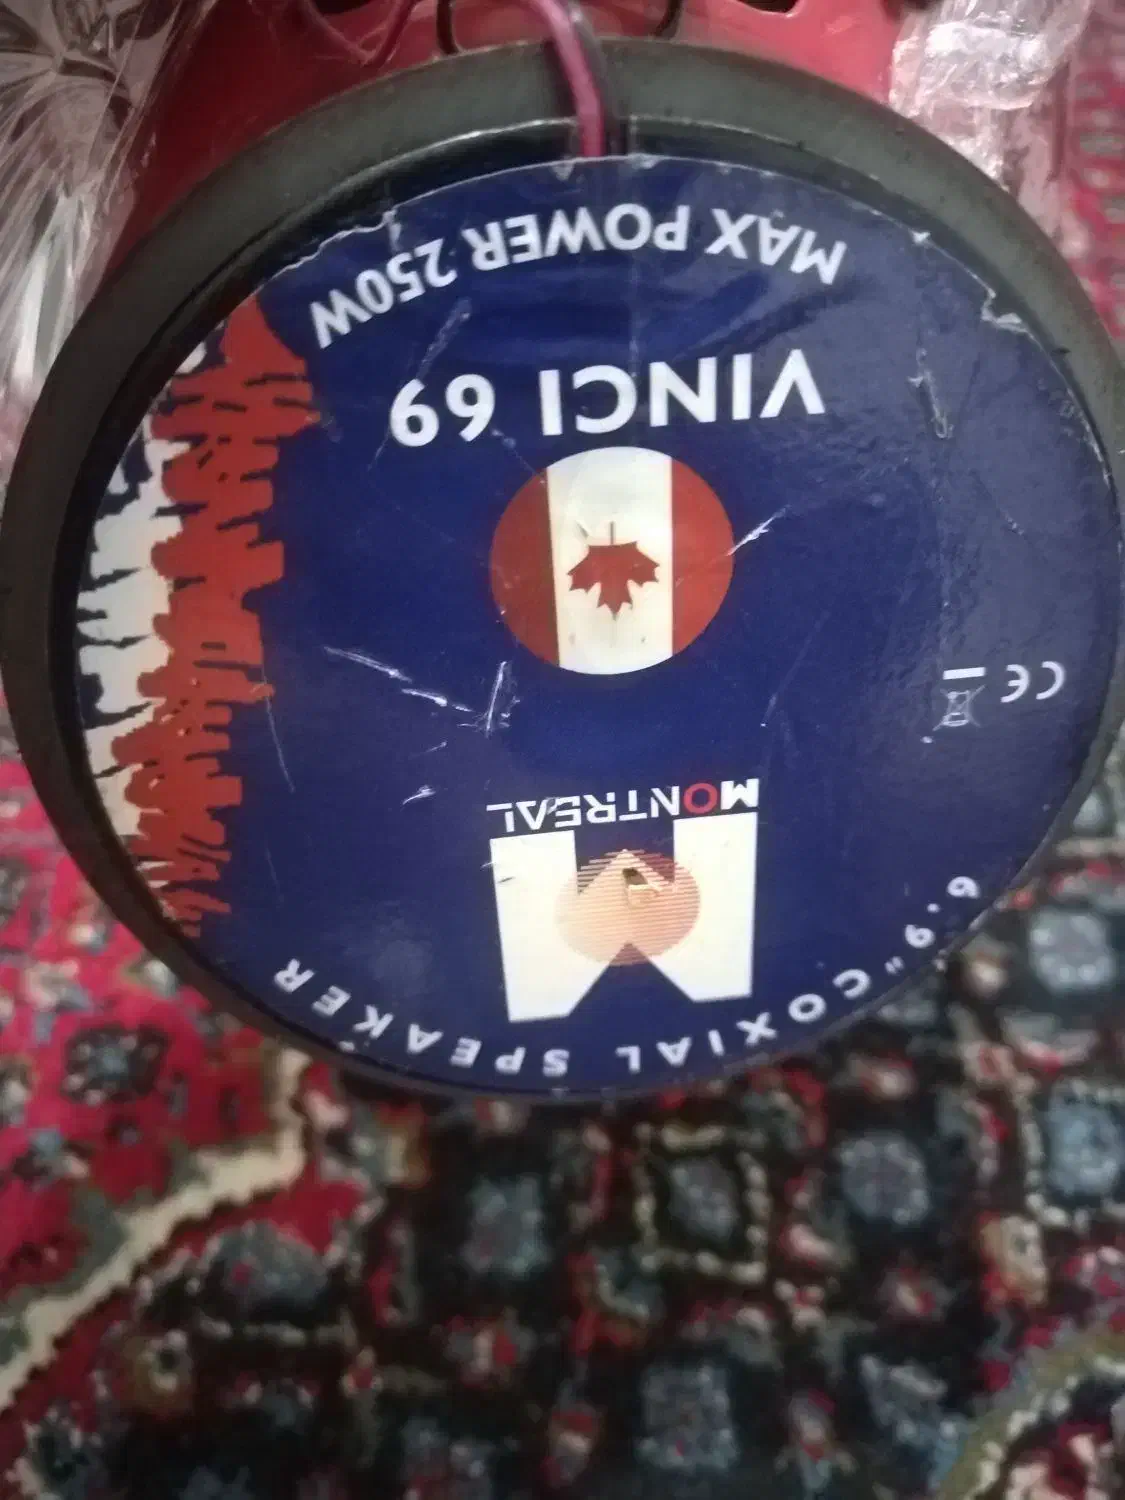 6.9"COXIAL SPEAKER
M
MONTREAL
CE
VINCI 69
MAX POWER 250W